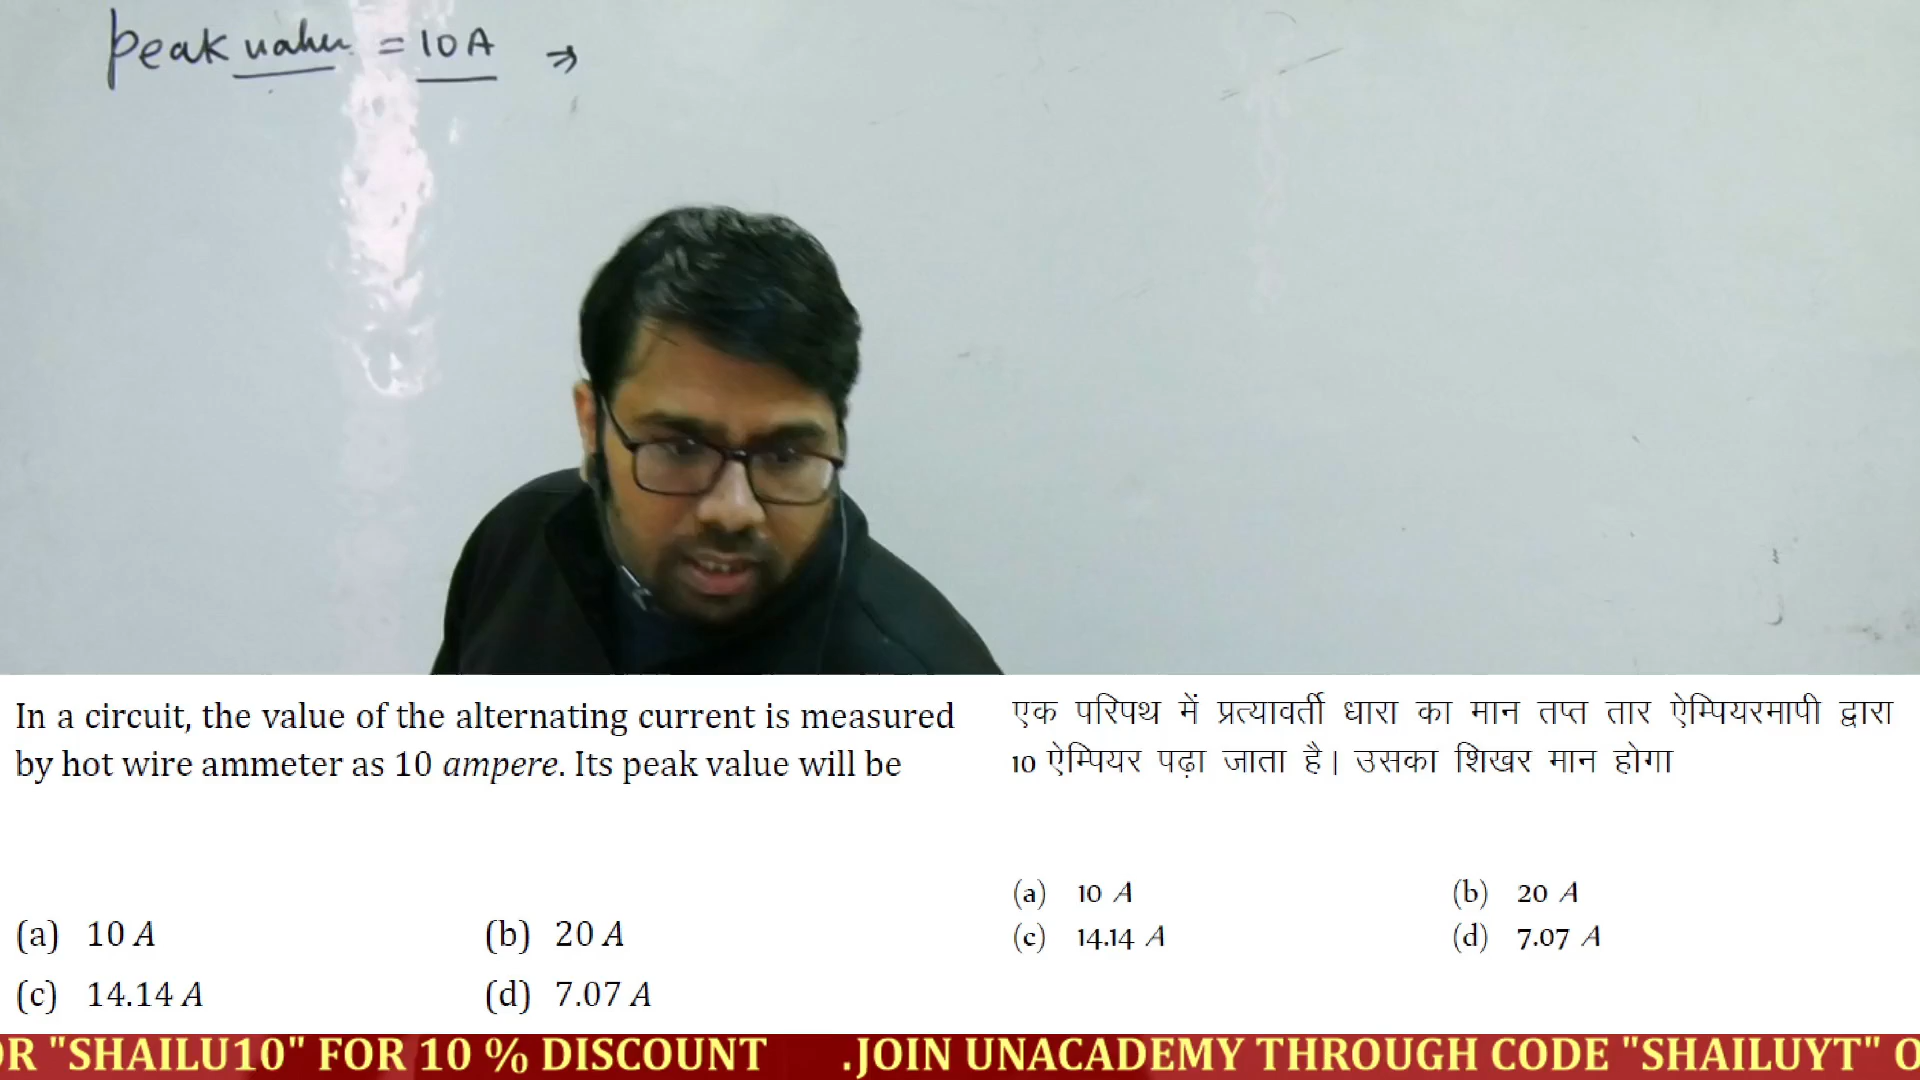 peak value = 10A ⇒
In a circuit, the value of the alternating current is measured
by hot wire ammeter as 10 ampere. Its peak value will be
(a) 10 A (b) 20 A
(c) 14.14 A (d) 7.07 A
एक परिपथ में प्रत्यावर्ती धारा का मान तप्त तार ऐम्पियरमापी द्वारा
10 ऐम्पियर पढ़ा जाता है। उसका शिखर मान होगा
(a) 10 A (b) 20 A
(c) 14.14 A (d) 7.07 A
OR "SHAILU10" FOR 10 % DISCOUNT .JOIN UNACADEMY THROUGH CODE "SHAILUYT" O